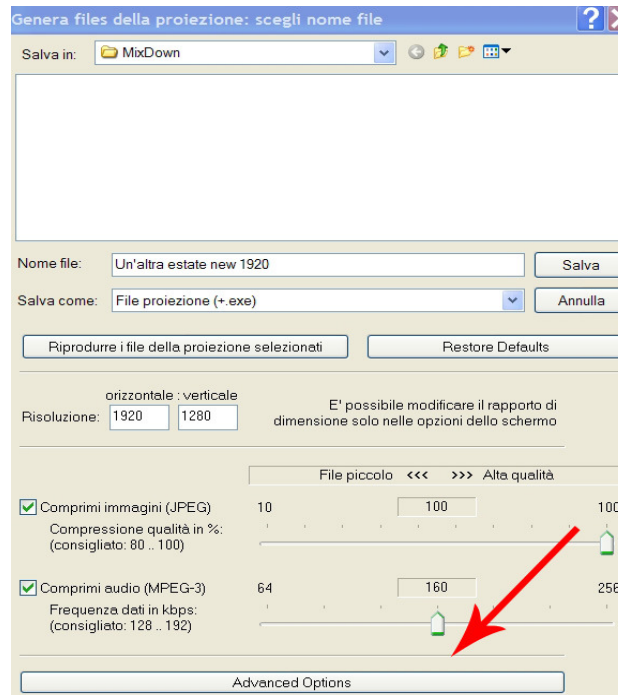 Genera files della proiezione: scegli nome file
Salva in: MixDown
Nome file: Un'altra estate new 1920 Salva
Salva come: File proiezione (+.exe) Annulla
Riprodurre i file della proiezione selezionati Restore Defaults
orizzontale : verticale
Risoluzione: 1920 1280
E' possibile modificare il rapporto di
dimensione solo nelle opzioni dello schermo
File piccolo <<< >>> Alta qualità
Comprimi immagini (JPEG) 10 100 100
Compressione qualità in %:
(consigliato: 80 .. 100)
Comprimi audio (MPEG-3) 64 160 256
Frequenza dati in kbps:
(consigliato: 128 .. 192)
Advanced Options